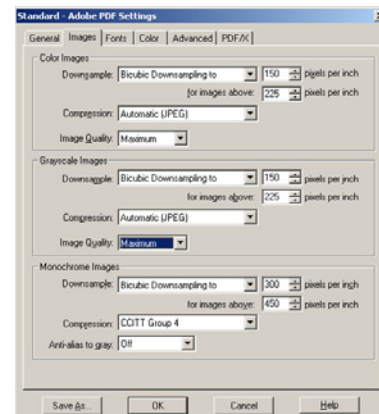 Standard - Adobe PDF Settings
General Images Fonts Color Advanced PDF/X
Color Images
Downsample: Bicubic Downsampling to 150 pixels per inch
for images above: 225 pixels per inch
Compression: Automatic (JPEG)
Image Quality: Maximum
Grayscale Images
Downsample: Bicubic Downsampling to 150 pixels per inch
for images above: 225 pixels per inch
Compression: Automatic (JPEG)
Image Quality: Maximum
Monochrome Images
Downsample: Bicubic Downsampling to 300 pixels per inch
for images above: 450 pixels per inch
Compression: CCITT Group 4
Anti-alias to gray: Off
Save As... OK Cancel Help